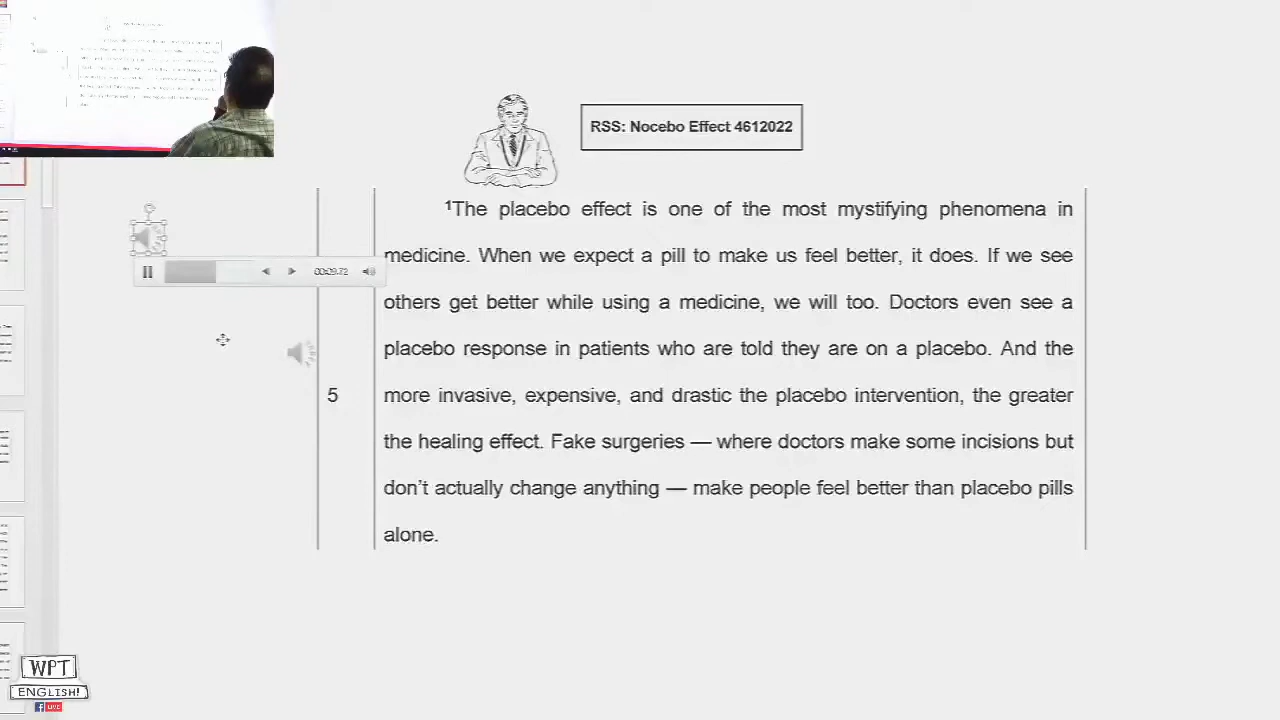 RSS: Nocebo Effect 4612022
¹The placebo effect is one of the most mystifying phenomena in
medicine. When we expect a pill to make us feel better, it does. If we see
00:09.72
others get better while using a medicine, we will too. Doctors even see a
placebo response in patients who are told they are on a placebo. And the
5 more invasive, expensive, and drastic the placebo intervention, the greater
the healing effect. Fake surgeries — where doctors make some incisions but
don't actually change anything — make people feel better than placebo pills
alone.
WPT
ENGLISH!
LIVE